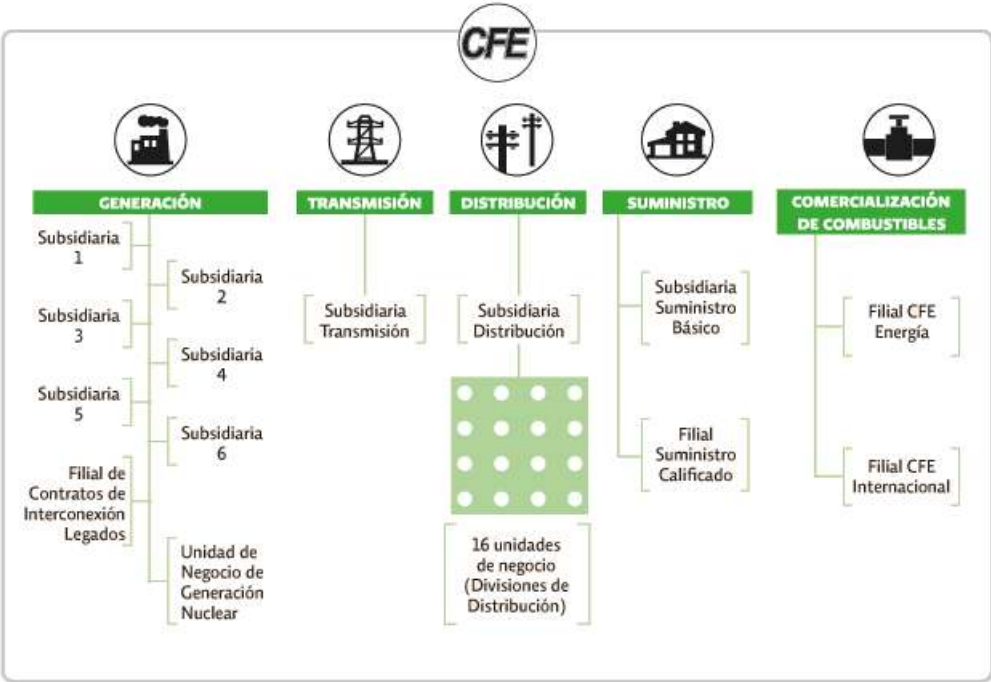 CFE
GENERACIÓN
Subsidiaria
1
Subsidiaria
2
Subsidiaria
3
Subsidiaria
4
Subsidiaria
5
Subsidiaria
6
Filial de
Contratos de
Interconexión
Legados
Unidad de
Negocio de
Generación
Nuclear
TRANSMISIÓN
Subsidiaria
Transmisión
DISTRIBUCIÓN
Subsidiaria
Distribución
16 unidades
de negocio
(Divisiones de
Distribución)
SUMINISTRO
Subsidiaria
Suministro
Básico
Filial
Suministro
Calificado
COMERCIALIZACIÓN
DE COMBUSTIBLES
Filial CFE
Energía
Filial CFE
Internacional